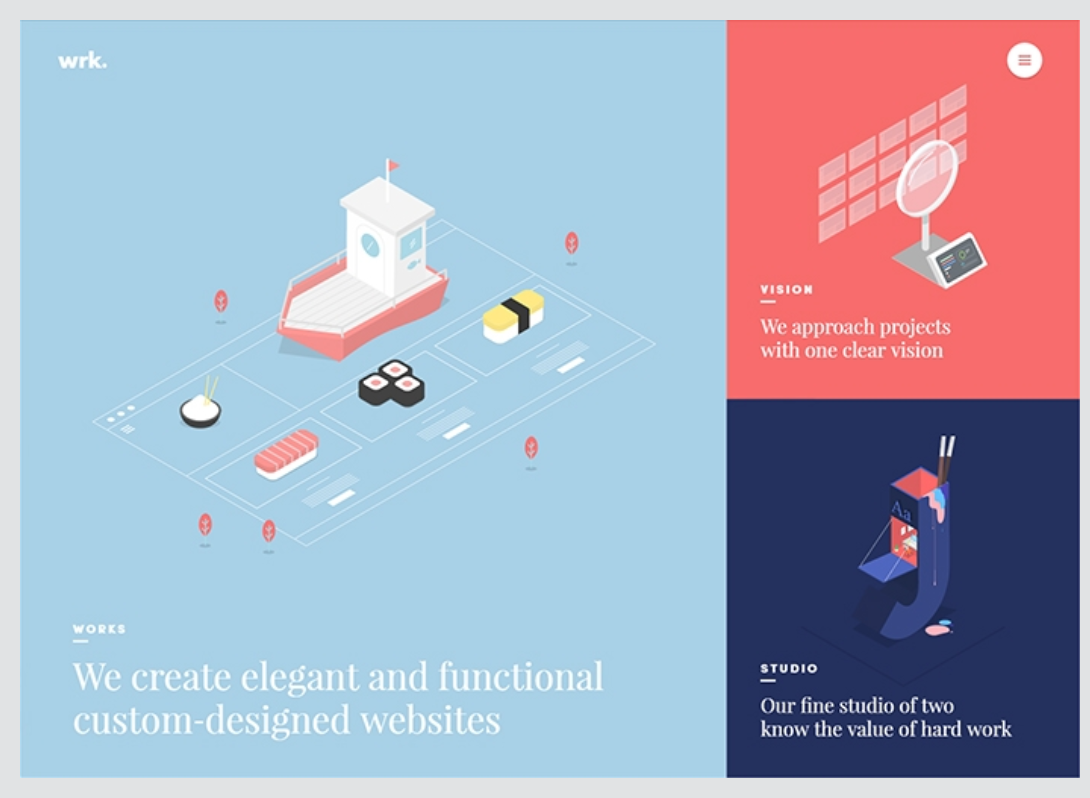 wrk.
WORKS
We create elegant and functional
custom-designed websites
VISION
We approach projects
with one clear vision
Aa
STUDIO
Our fine studio of two
know the value of hard work